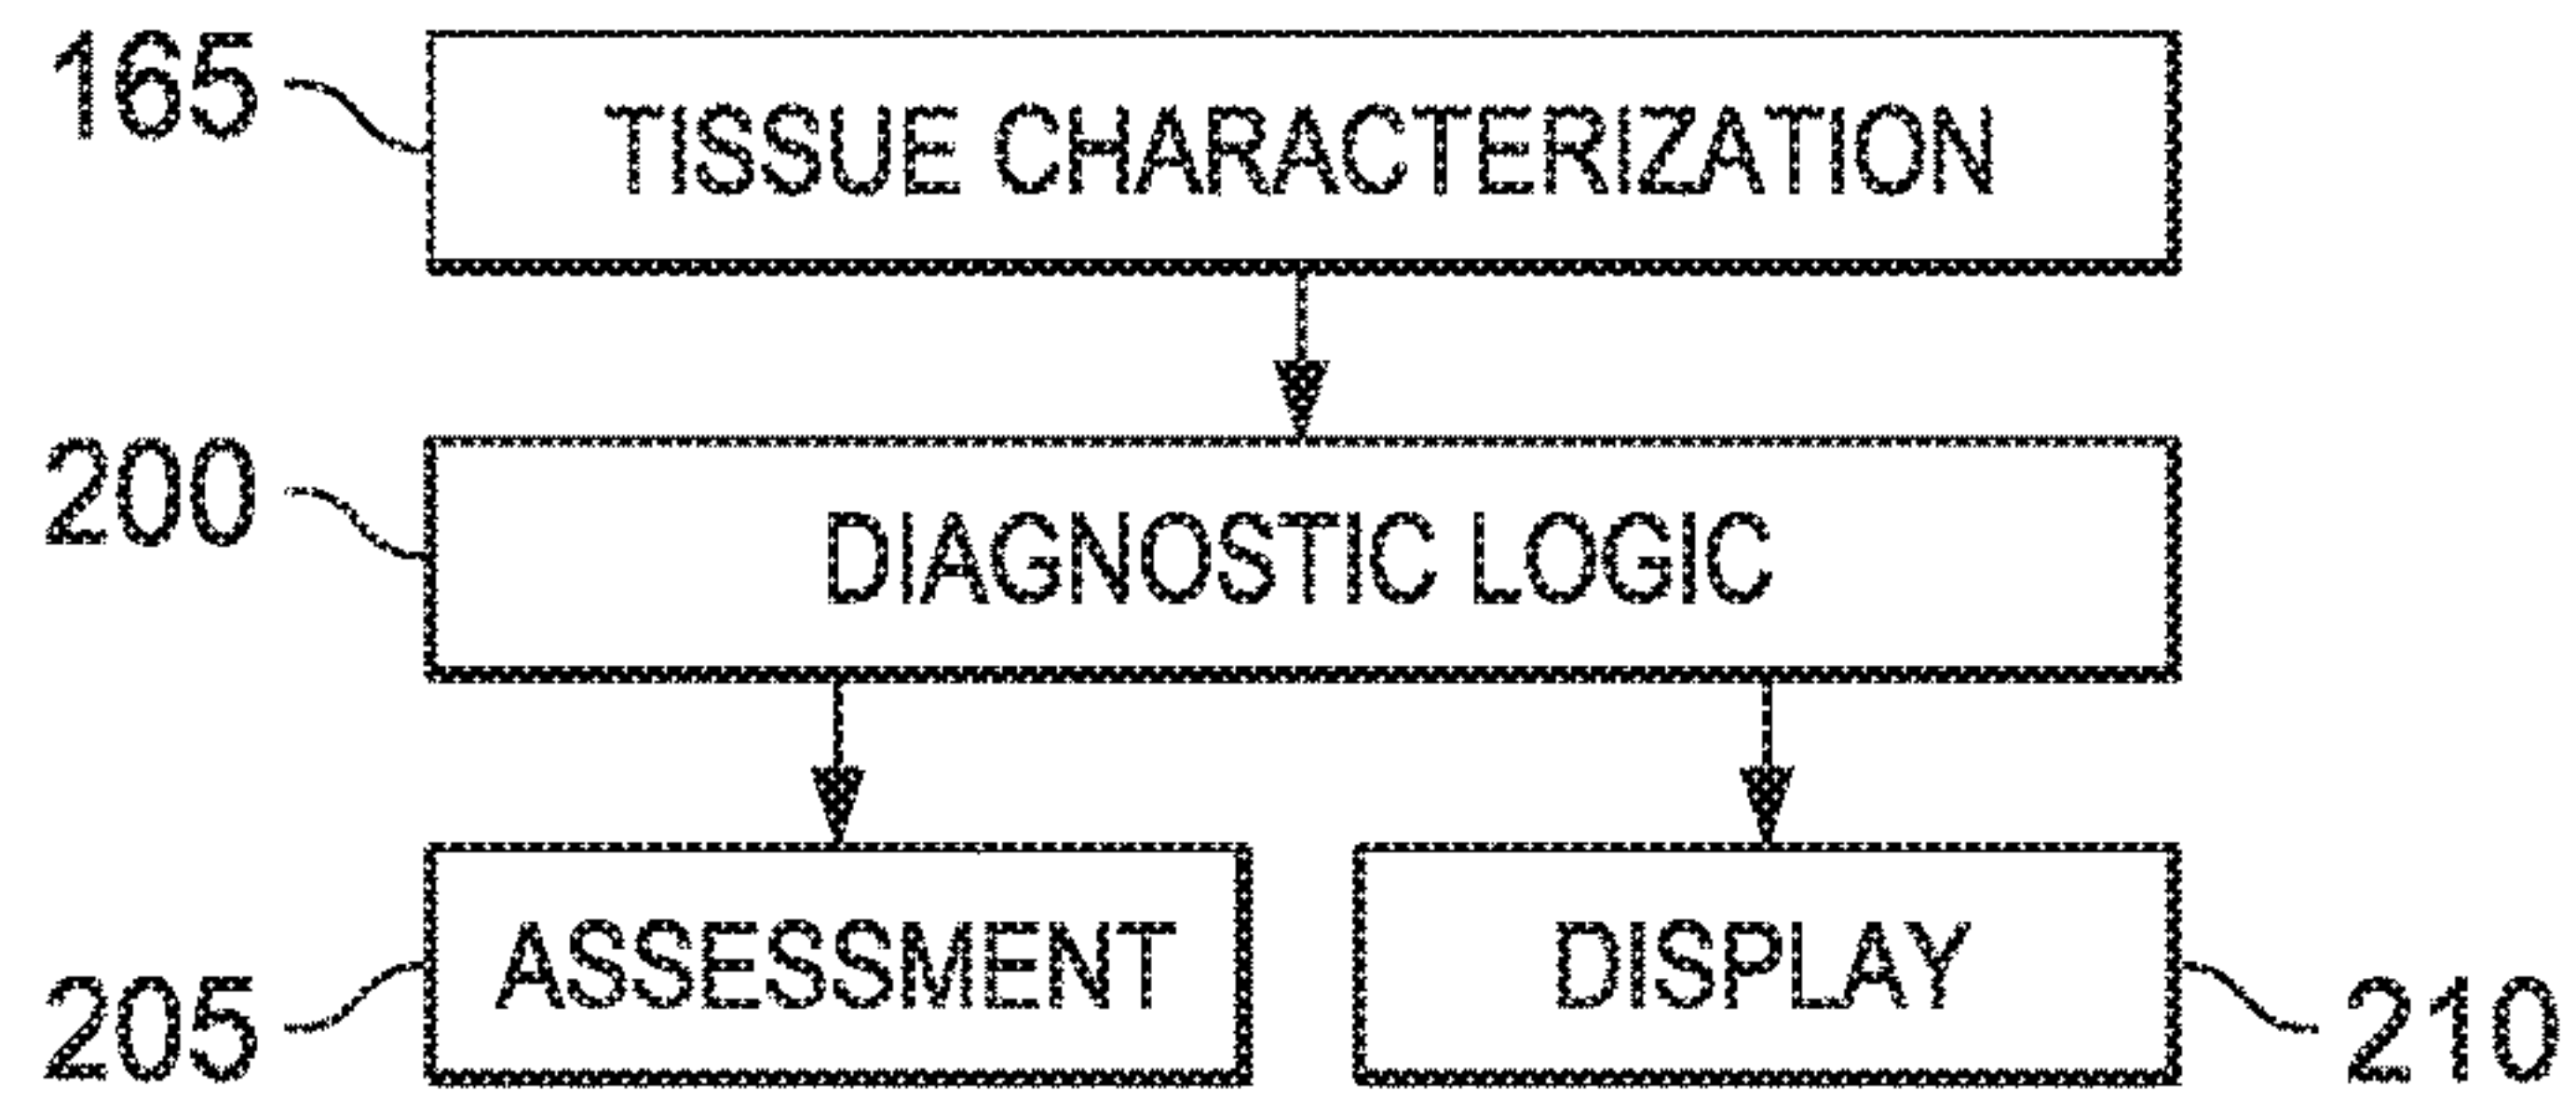 165
TISSUE CHARACTERIZATION
200
DIAGNOSTIC LOGIC
205
ASSESSMENT
DISPLAY
210